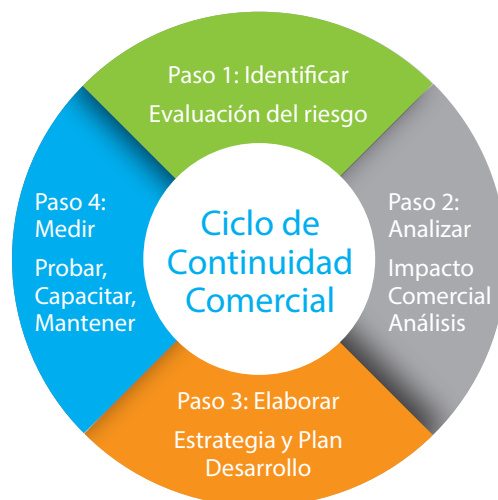 Paso 1: Identificar
Evaluación del riesgo
Paso 2:
Analizar
Impacto
Comercial
Análisis
Paso 3: Elaborar
Estrategia y Plan
Desarrollo
Paso 4:
Medir
Probar,
Capacitar,
Mantener
Ciclo de
Continuidad
Comercial